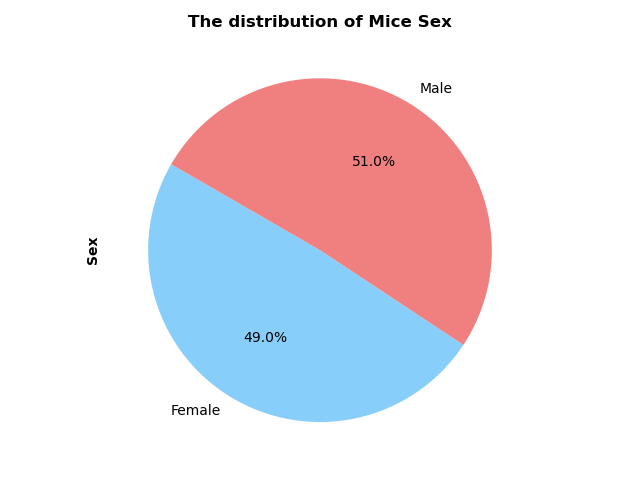 The distribution of Mice Sex
Male
51.0%
Sex
49.0%
Female